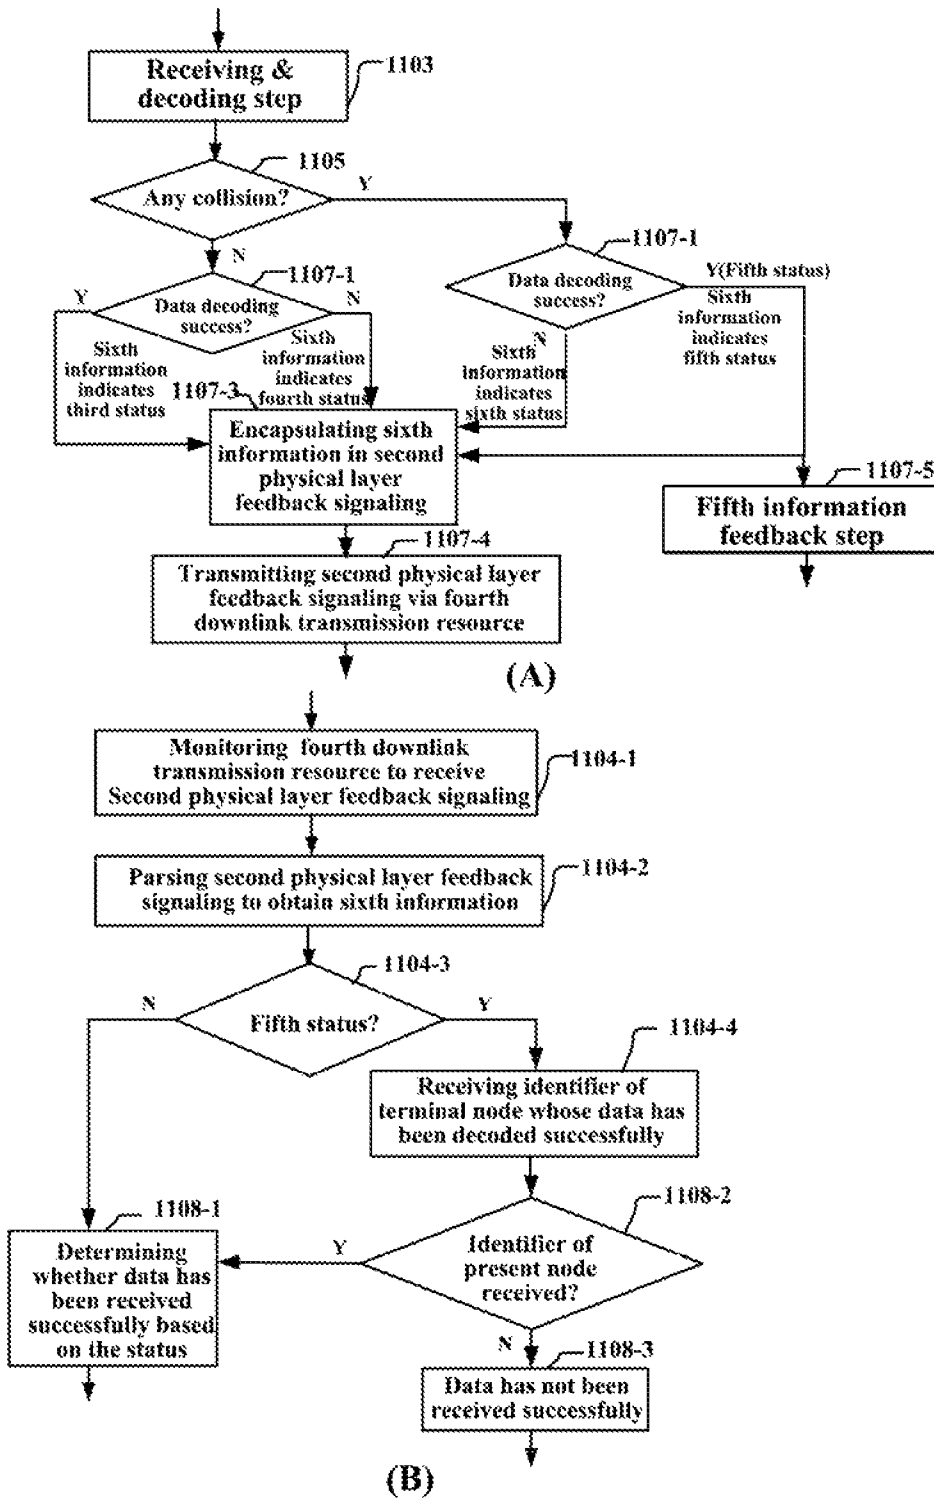 Receiving &
decoding step
1103
1105
Any collision?
Y
N
1107-1
Data decoding
success?
Y
N
1107-1
Data decoding
success?
Y(Fifth status)
Sixth
information
indicates
fifth status
N
Sixth
information
indicates
third status
Sixth
information
indicates
fourth status
Sixth
information
indicates
sixth status
1107-3
Encapsulating sixth
information in second
physical layer
feedback signaling
1107-5
Fifth information
feedback step
1107-4
Transmitting second physical layer
feedback signaling via fourth
downlink transmission resource
(A)
Monitoring fourth downlink
transmission resource to receive
Second physical layer feedback signaling
1104-1
Parsing second physical layer feedback
signaling to obtain sixth information
1104-2
1104-3
Fifth status?
N
Y
1104-4
Receiving identifier of
terminal node whose data has
been decoded successfully
1108-2
Identifier of
present node
received?
Y
N
1108-1
Determining
whether data has
been received
successfully based
on the status
1108-3
Data has not been
received successfully
(B)